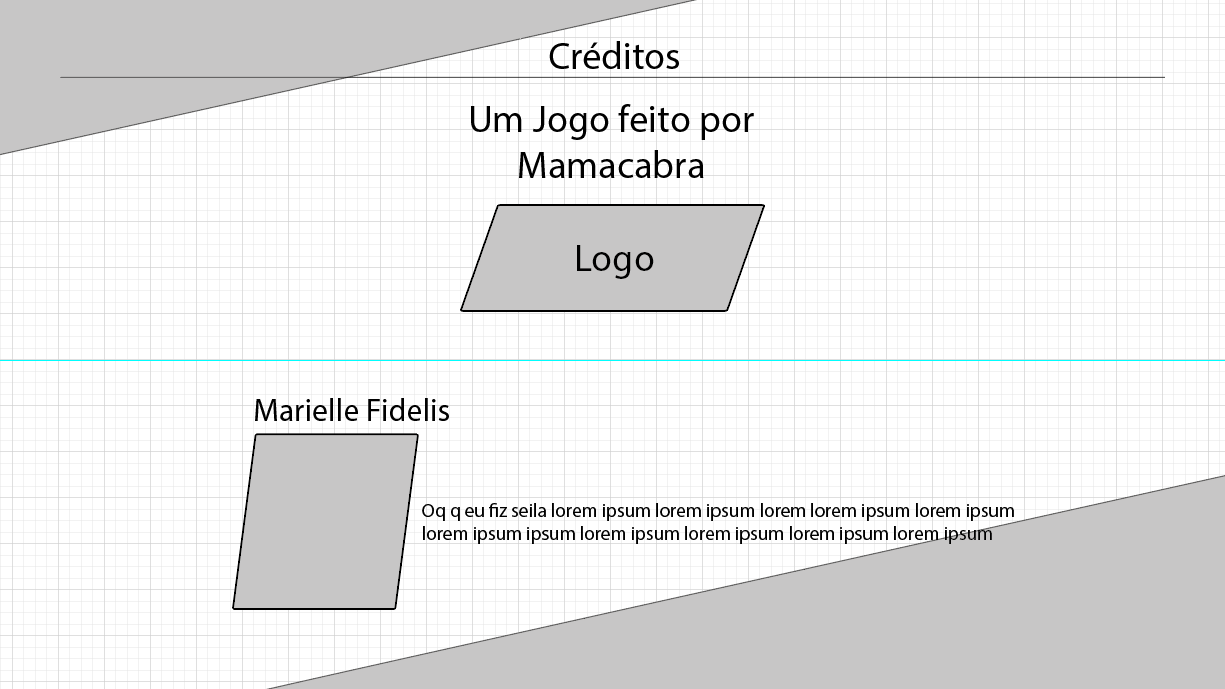 Créditos
Um Jogo feito por
Mamacabra
Logo
Marielle Fidelis
Oq q eu fiz seila lorem ipsum lorem ipsum lorem lorem ipsum lorem ipsum
lorem ipsum ipsum lorem ipsum lorem ipsum lorem ipsum lorem ipsum